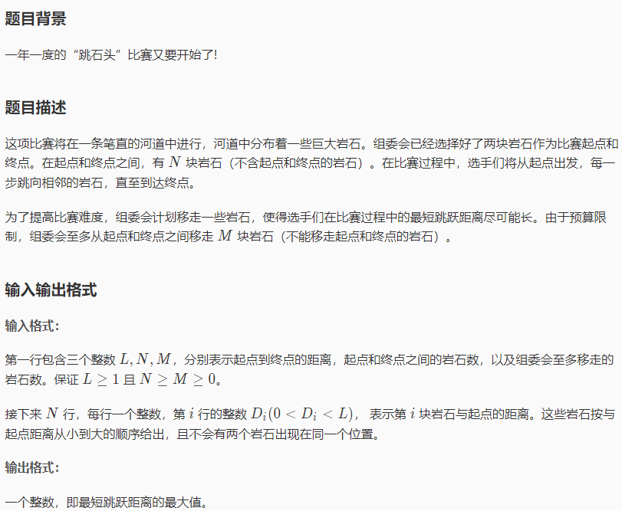 题目背景
一年一度的“跳石头”比赛又要开始了!
题目描述
这项比赛将在一条笔直的河道中进行，河道中分布着一些巨大岩石。组委会已经选择好了两块岩石作为比赛起点和
终点。在起点和终点之间，有 N 块岩石（不含起点和终点的岩石）。在比赛过程中，选手们将从起点出发，每一
步跳向相邻的岩石，直至到达终点。
为了提高比赛难度，组委会计划移走一些岩石，使得选手们在比赛过程中的最短跳跃距离尽可能长。由于预算限
制，组委会至多从起点和终点之间移走 M 块岩石（不能移走起点和终点的岩石）。
输入输出格式
输入格式：
第一行包含三个整数 L, N, M，分别表示起点到终点的距离，起点和终点之间的岩石数，以及组委会至多移走的
岩石数。保证 L ≥ 1 且 N ≥ M ≥ 0。
接下来 N 行，每行一个整数，第 i 行的整数 Di(0 < Di < L)， 表示第 i 块岩石与起点的距离。这些岩石按与
起点距离从小到大的顺序给出，且不会有两个岩石出现在同一个位置。
输出格式：
一个整数，即最短跳跃距离的最大值。